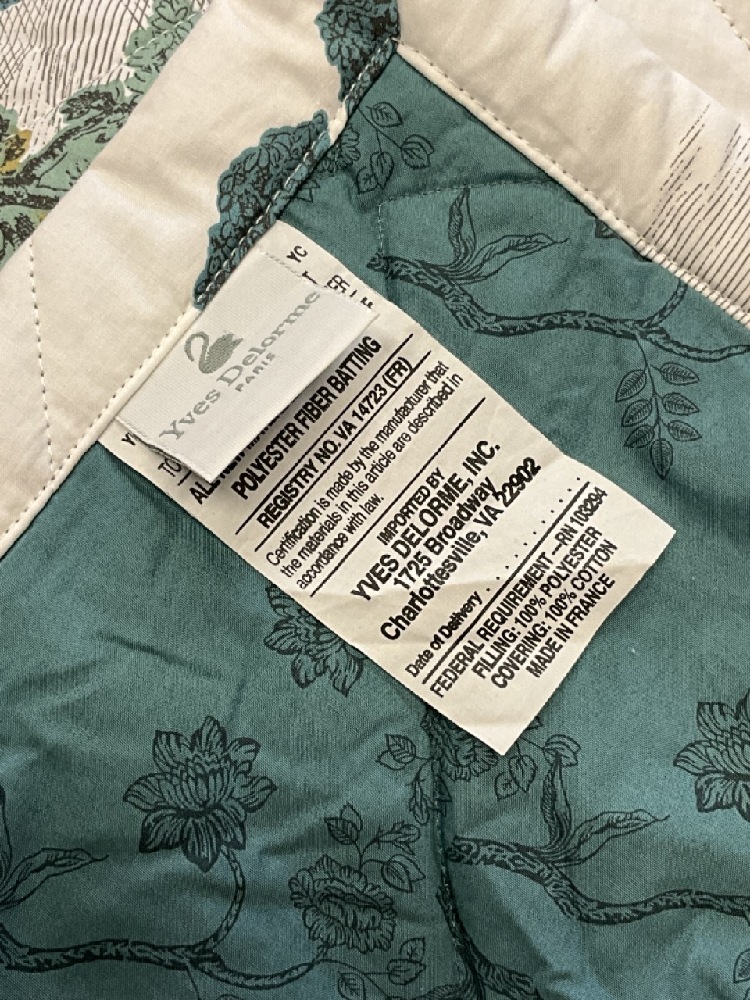 Yves Delorme
PARIS
POLYESTER FIBER BATTING
REGISTRY NO. VA 14723 (FR)
Certification is made by the manufacturer that
the materials in this article are described in
accordance with law.
IMPORTED BY
YVES DELORME, INC.
1725 Broadway
Charlottesville, VA 22902
Date of Delivery . . . . . . . . . . .
FEDERAL REQUIREMENT --RN 103294
FILLING: 100% POLYESTER
COVERING: 100% COTTON
MADE IN FRANCE